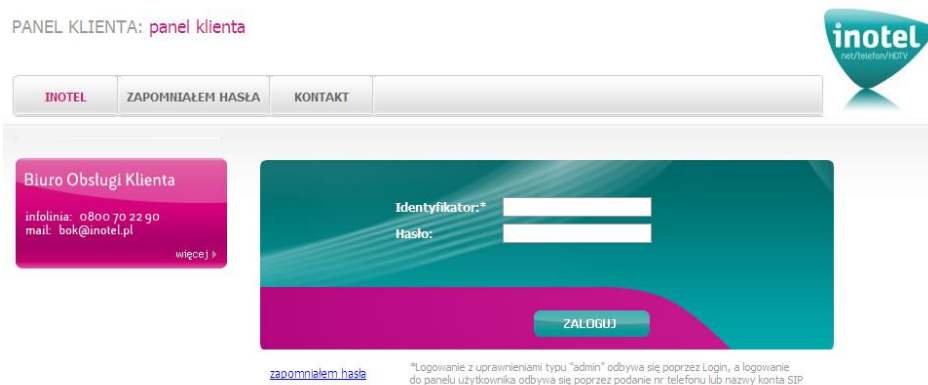 PANEL KLIENTA: panel klienta
inotel
net/telefon/HDTV
INOTEL
ZAPOMNIAŁEM HASŁA
KONTAKT
Biuro Obsługi Klienta
infolinia: 0800 70 22 90
mail: bok@inotel.pl
więcej
Identyfikator:*
Hasło:
ZALOGUJ
zapomniałem hasła
*Logowanie z uprawnieniami typu "admin" odbywa się poprzez Login, a logowanie
do panelu użytkownika odbywa się poprzez podanie nr telefonu lub nazwy konta SIP